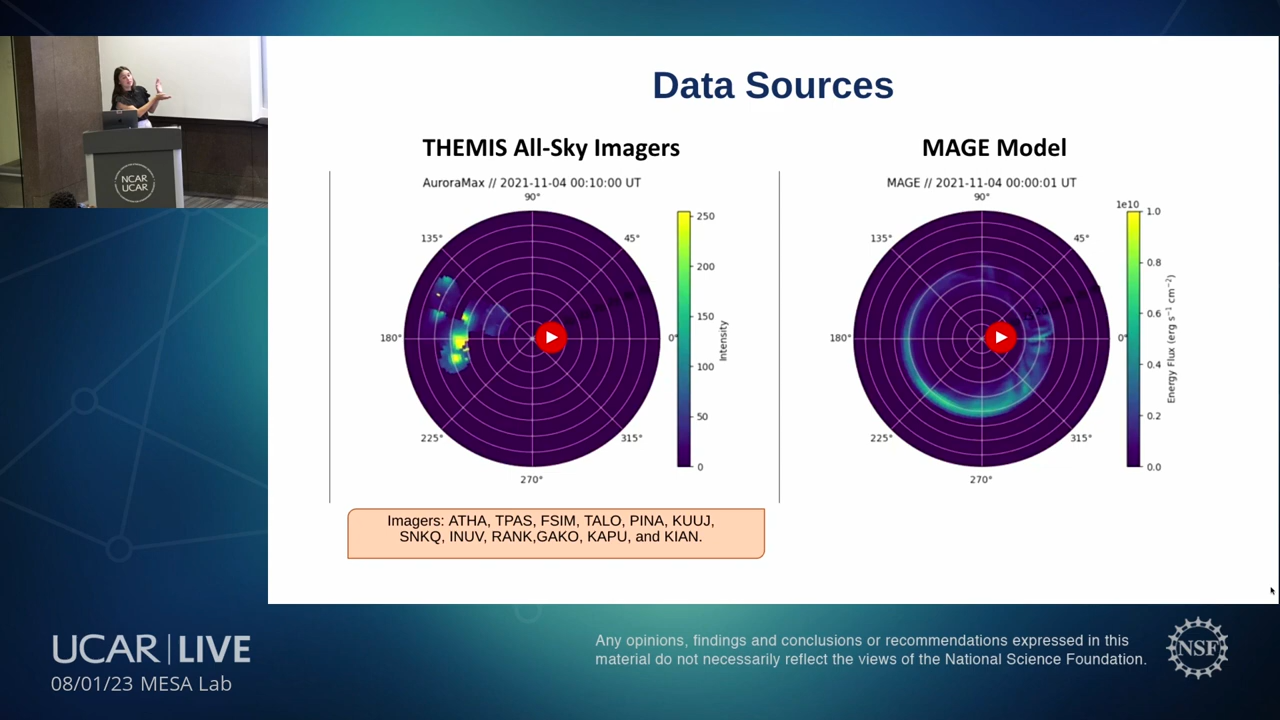 Data Sources
THEMIS All-Sky Imagers
AuroraMax // 2021-11-04 00:10:00 UT
90°
135°
45°
180°
0°
225°
315°
270°
250
200
150
100
50
0
Intensity
Imagers: ATHA, TPAS, FSIM, TALO, PINA, KUUJ,
SNKQ, INUV, RANK,GAKO, KAPU, and KIAN.
MAGE Model
MAGE // 2021-11-04 00:00:01 UT
90°
135°
45°
180°
0°
225°
315°
270°
1e10
1.0
0.8
0.6
0.4
0.2
0.0
Energy Flux (erg s⁻¹ cm⁻²)
NCAR
UCAR
UCAR | LIVE
08/01/23 MESA Lab
Any opinions, findings and conclusions or recommendations expressed in this
material do not necessarily reflect the views of the National Science Foundation.
NSF